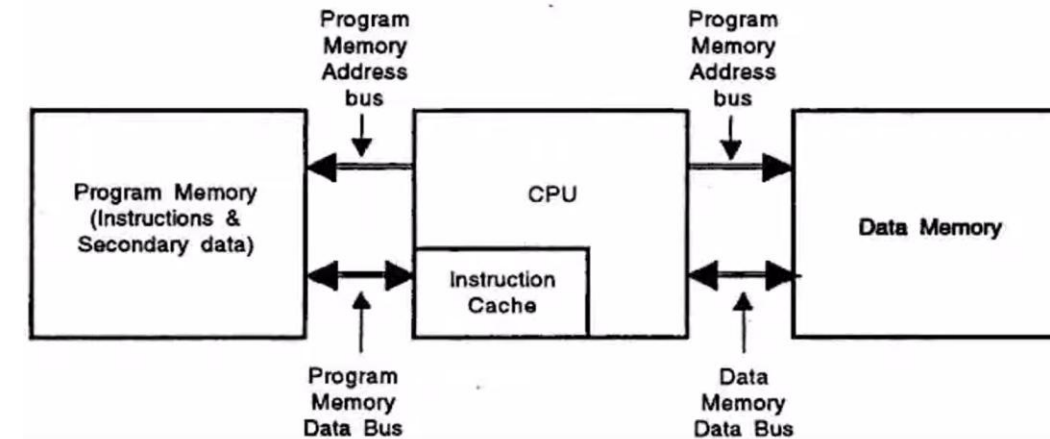 Program
Memory
Address
bus
Program
Memory
Address
bus
Program Memory
(Instructions &
Secondary data)
CPU
Data Memory
Instruction
Cache
Program
Memory
Data Bus
Data
Memory
Data Bus